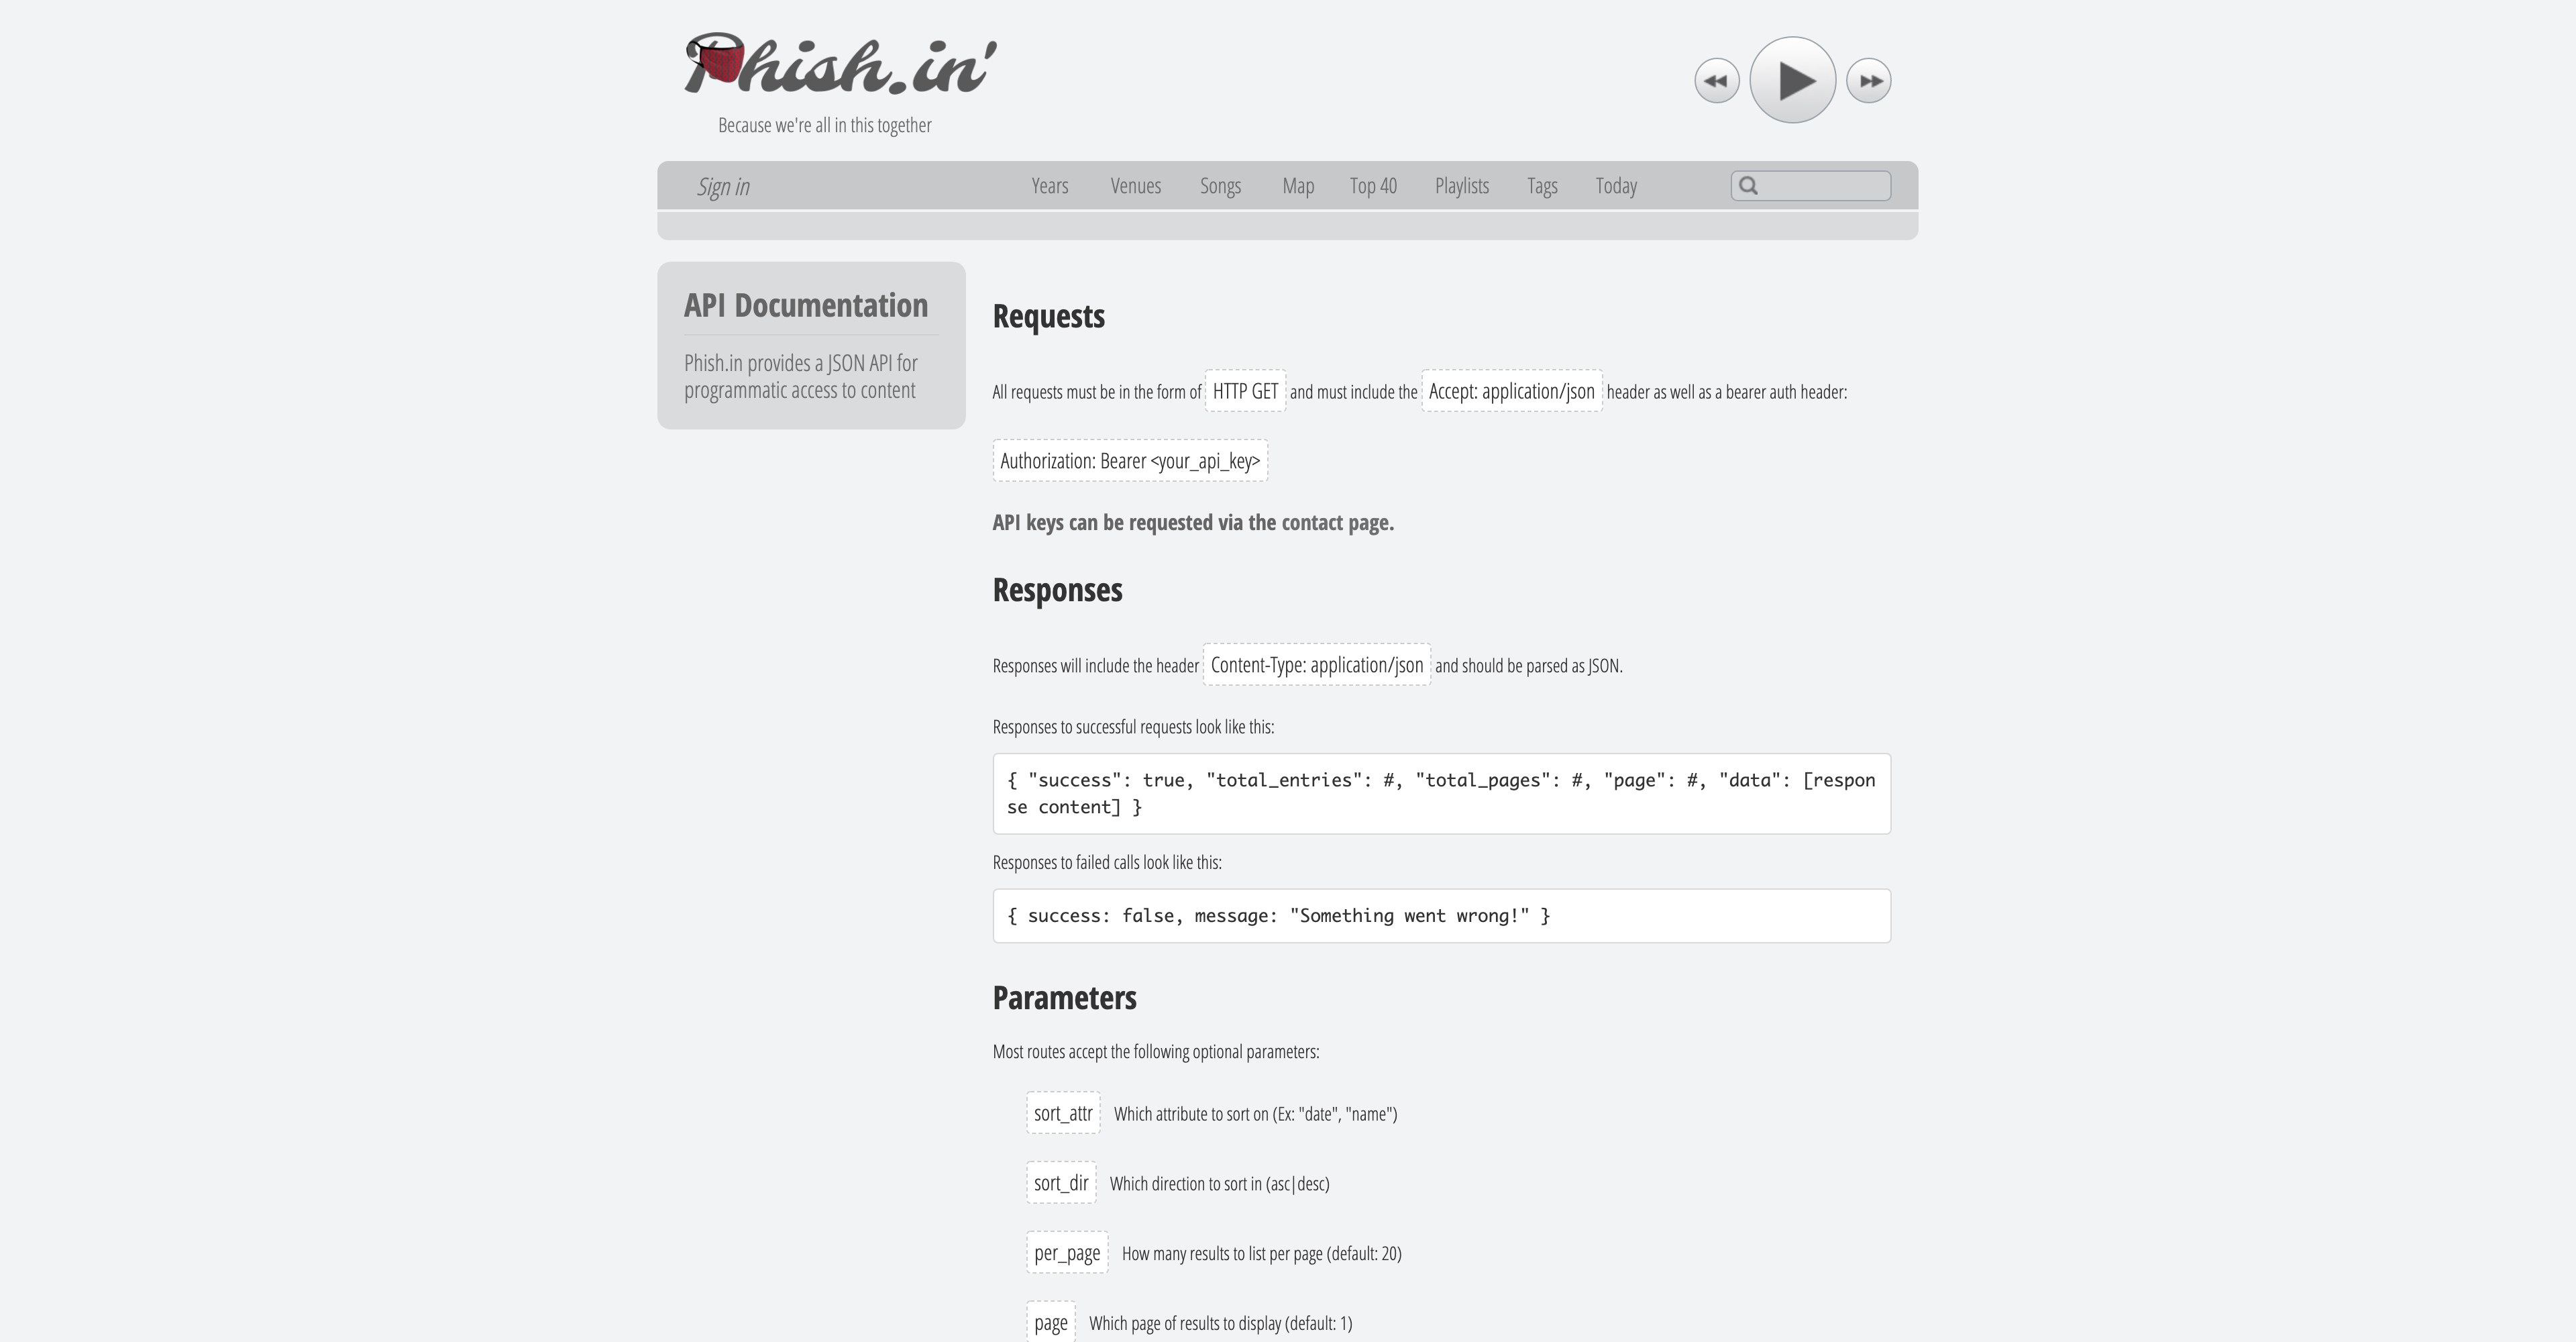 Phish.in'
Because we're all in this together
Sign in
Years
Venues
Songs
Map
Top 40
Playlists
Tags
Today
API Documentation
Phish.in provides a JSON API for
programmatic access to content
Requests
All requests must be in the form of HTTP GET and must include the Accept: application/json header as well as a bearer auth header:
Authorization: Bearer <your_api_key>
API keys can be requested via the contact page.
Responses
Responses will include the header Content-Type: application/json and should be parsed as JSON.
Responses to successful requests look like this:
{ "success": true, "total_entries": #, "total_pages": #, "page": #, "data": [respon
se content] }
Responses to failed calls look like this:
{ success: false, message: "Something went wrong!" }
Parameters
Most routes accept the following optional parameters:
sort_attr Which attribute to sort on (Ex: "date", "name")
sort_dir Which direction to sort in (asc|desc)
per_page How many results to list per page (default: 20)
page Which page of results to display (default: 1)